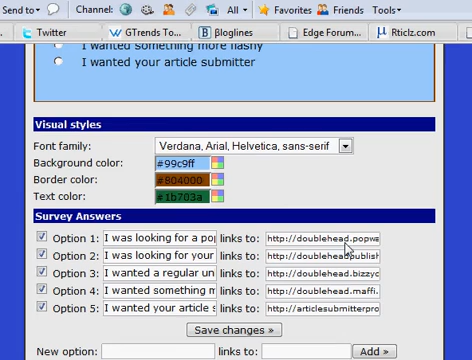 Send to Channel: All Favorites Friends Tools
Twitter GTrends To... Bloglines Edge Forum... Rticlz.com
I wanted something more flashy
I wanted your article submitter
Visual styles
Font family: Verdana, Arial, Helvetica, sans-serif
Background color: #99c9ff
Border color: #804000
Text color: #1b703a
Survey Answers
Option 1: I was looking for a pop links to: http://doublehead.popwa
Option 2: I was looking for your links to: http://doublehead.publish
Option 3: I wanted a regular un links to: http://doublehead.bizzyc
Option 4: I wanted something m links to: http://doublehead.maffi.
Option 5: I wanted your article s links to: http://articlesubmitterpro
Save changes »
New option: links to: Add »